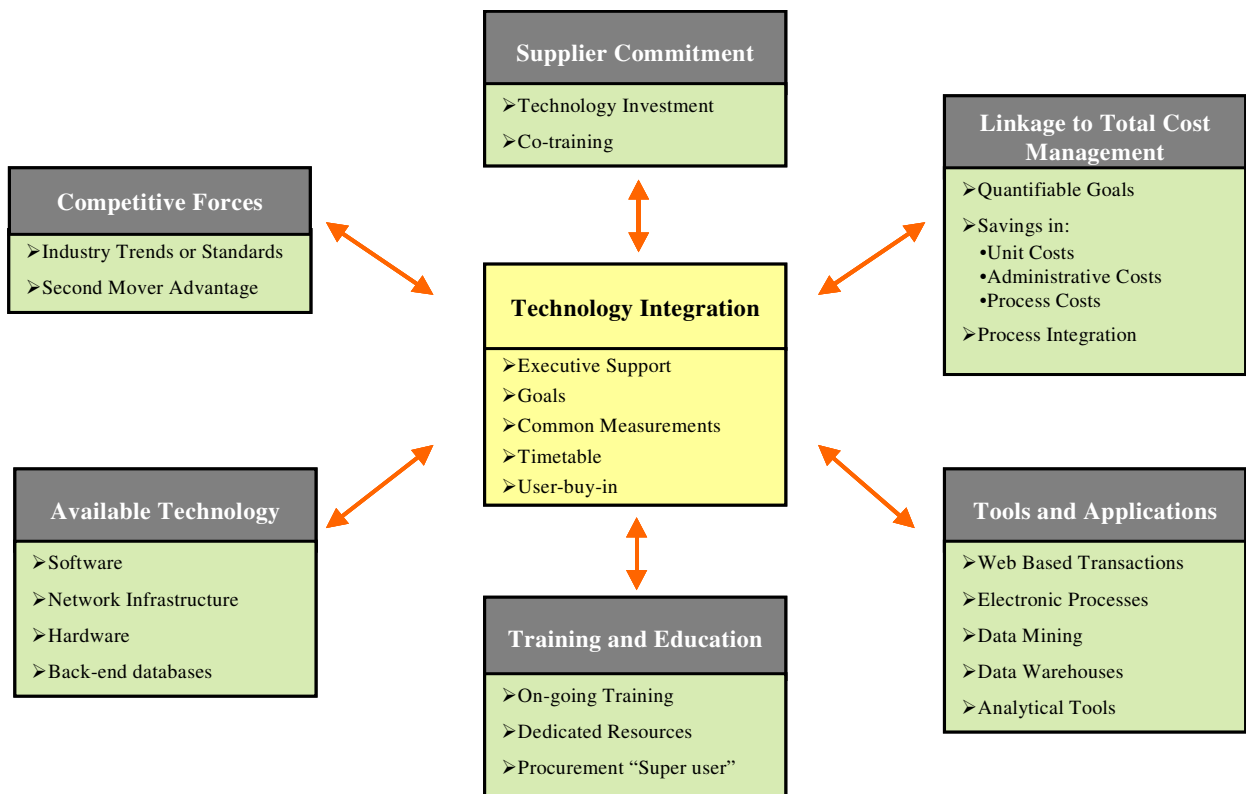 Supplier Commitment
➢Technology Investment
➢Co-training
Linkage to Total Cost
Management
➢Quantifiable Goals
➢Savings in:
•Unit Costs
•Administrative Costs
•Process Costs
➢Process Integration
Competitive Forces
➢Industry Trends or Standards
➢Second Mover Advantage
Technology Integration
➢Executive Support
➢Goals
➢Common Measurements
➢Timetable
➢User-buy-in
Available Technology
➢Software
➢Network Infrastructure
➢Hardware
➢Back-end databases
Tools and Applications
➢Web Based Transactions
➢Electronic Processes
➢Data Mining
➢Data Warehouses
➢Analytical Tools
Training and Education
➢On-going Training
➢Dedicated Resources
➢Procurement “Super user”